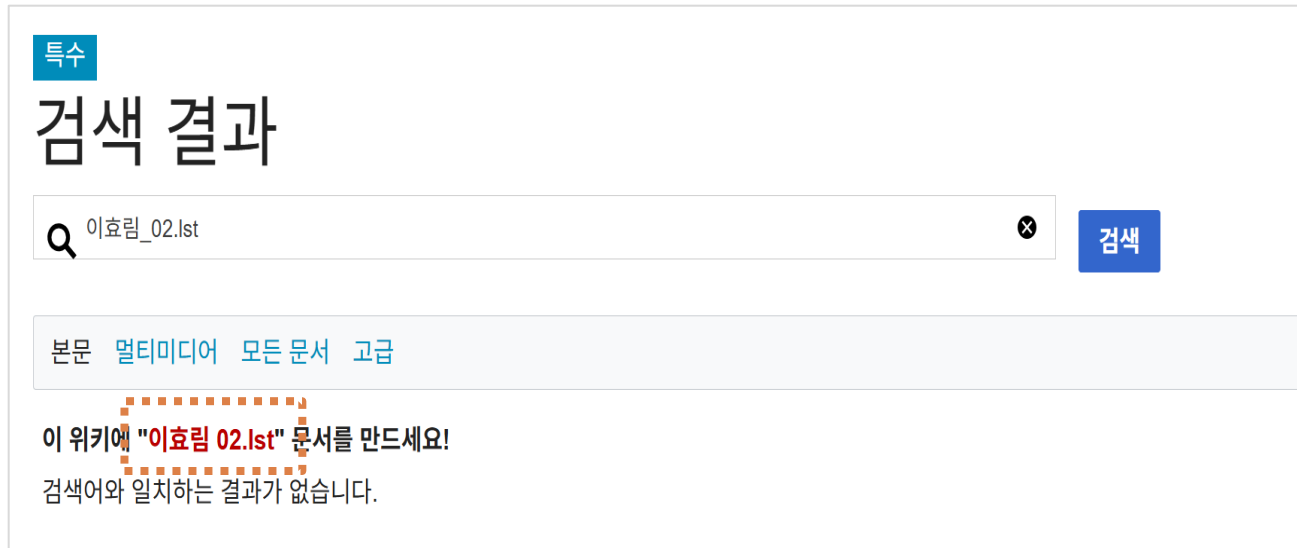 특수
검색 결과
이효림_02.lst
검색
본문 멀티미디어 모든 문서 고급
이 위키에 "이효림 02.lst" 문서를 만드세요!
검색어와 일치하는 결과가 없습니다.